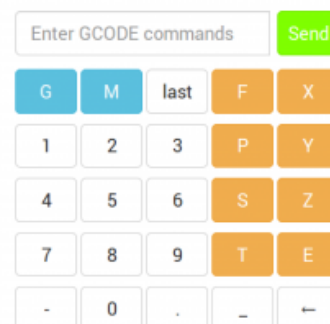 Enter GCODE commands Send
G M last F X
1 2 3 P Y
4 5 6 S Z
7 8 9 T E
- 0 . _ ←